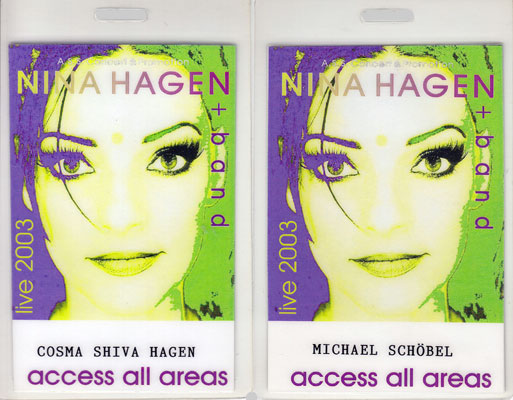 NINA HAGEN
+ band
live 2003
COSMA SHIVA HAGEN
access all areas
NINA HAGEN
+ band
live 2003
MICHAEL SCHÖBEL
access all areas